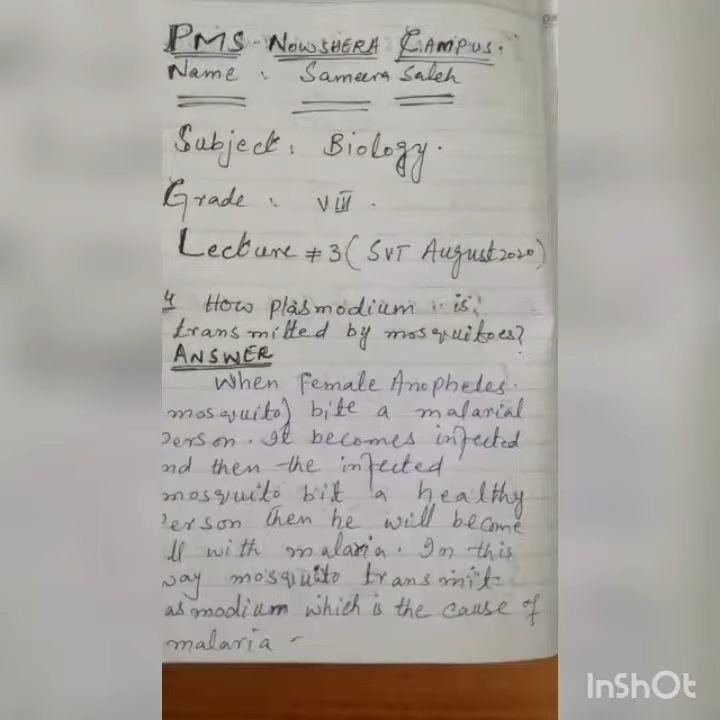 PMS NOWSHERA CAMPUS.
Name : Sameera Saleh
Subject : Biology.
Grade : VIII.
Lecture # 3 ( SVT August 2020)
4 How plasmodium is
transmitted by mosquitoes?
ANSWER
When Female Anopheles
mosquito) bite a malarial
person. It becomes infected
nd then the infected
mosquito bit a healthy
person then he will become
ll with malaria. In this
way mosquito transmit
asmodium which is the cause of
malaria -
InShOt